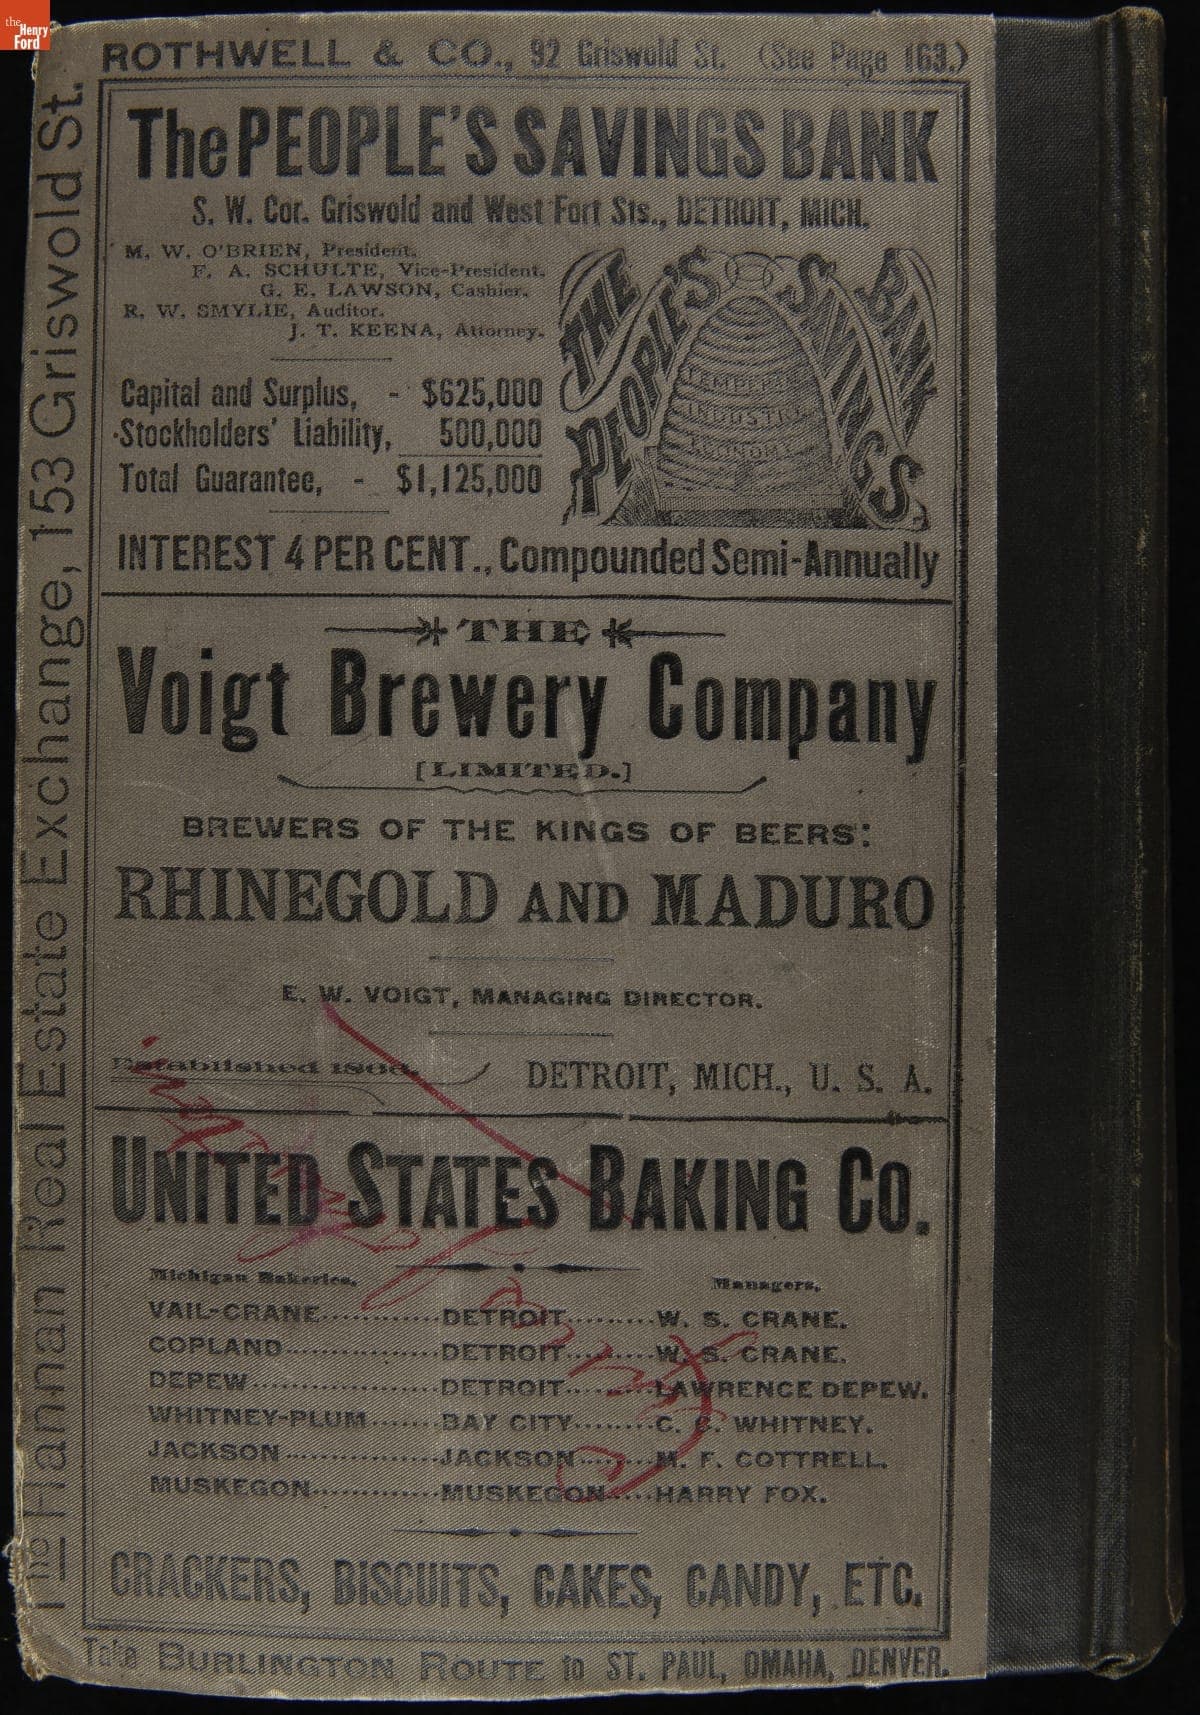 the
Henry
Ford
ROTHWELL & CO., 92 Griswold St. (See Page 163.)
The Hannan Real Estate Exchange, 153 Griswold St.
The PEOPLE'S SAVINGS BANK
S. W. Cor. Griswold and West Fort Sts., DETROIT, MICH.
M. W. O'BRIEN, President.
F. A. SCHULTE, Vice-President.
G. E. LAWSON, Cashier.
R. W. SMYLIE, Auditor.
J. T. KEENA, Attorney.
THE PEOPLE'S SAVINGS BANK
INDUSTRY
ECONOMY
Capital and Surplus, - $625,000
Stockholders' Liability, 500,000
Total Guarantee, - $1,125,000
INTEREST 4 PER CENT., Compounded Semi-Annually
THE
Voigt Brewery Company
[LIMITED.]
BREWERS OF THE KINGS OF BEERS:
RHINEGOLD AND MADURO
E. W. VOIGT, MANAGING DIRECTOR.
Established 1866. DETROIT, MICH., U. S. A.
UNITED STATES BAKING CO.
Michigan Bakeries. Managers.
VAIL-CRANE............DETROIT.........W. S. CRANE.
COPLAND...............DETROIT.........W. S. CRANE.
DEPEW.................DETROIT.........LAWRENCE DEPEW.
WHITNEY-PLUM.......BAY CITY........C. C. WHITNEY.
JACKSON...............JACKSON........M. F. COTTRELL.
MUSKEGON............MUSKEGON.....HARRY FOX.
CRACKERS, BISCUITS, CAKES, CANDY, ETC.
Take BURLINGTON ROUTE to ST. PAUL, OMAHA, DENVER.